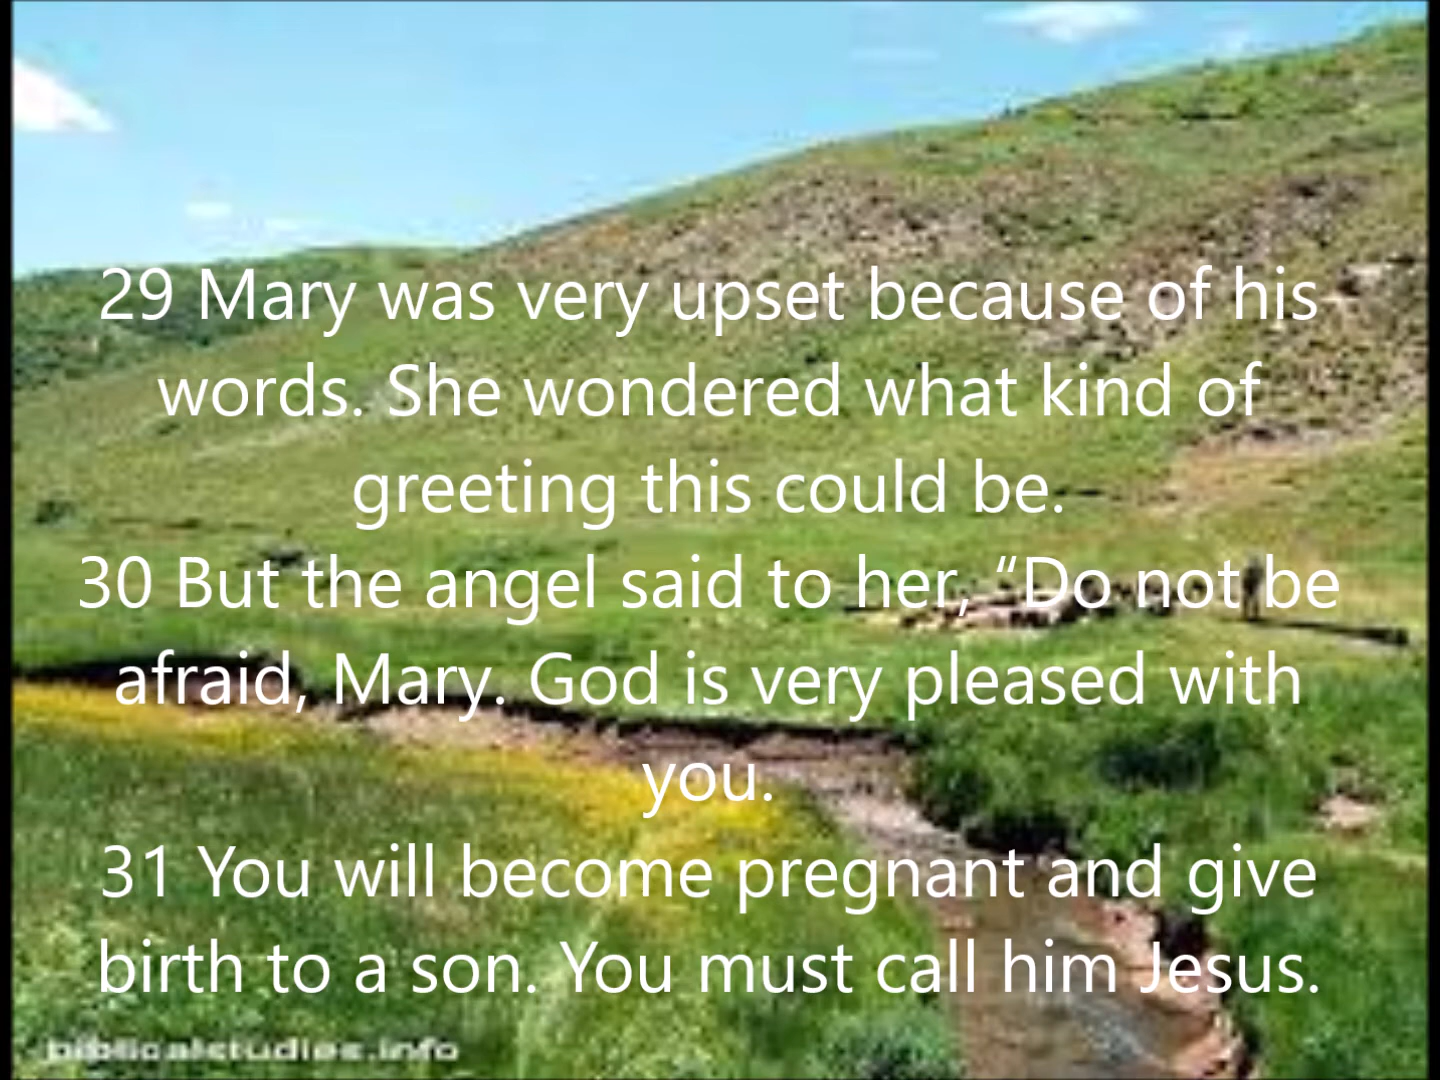 29 Mary was very upset because of his
words. She wondered what kind of
greeting this could be.
30 But the angel said to her, “Do not be
afraid, Mary. God is very pleased with
you.
31 You will become pregnant and give
birth to a son. You must call him Jesus.
biblicalstudies.info